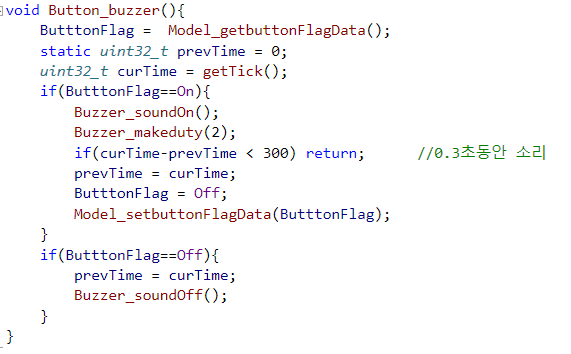 void Button_buzzer(){
ButttonFlag =  Model_getbuttonFlagData();
static uint32_t prevTime = 0;
uint32_t curTime = getTick();
if(ButttonFlag==On){
Buzzer_soundOn();
Buzzer_makeduty(2);
if(curTime-prevTime < 300) return;      //0.3초동안 소리
prevTime = curTime;
ButttonFlag = Off;
Model_setbuttonFlagData(ButttonFlag);
}
if(ButttonFlag==Off){
prevTime = curTime;
Buzzer_soundOff();
}
}